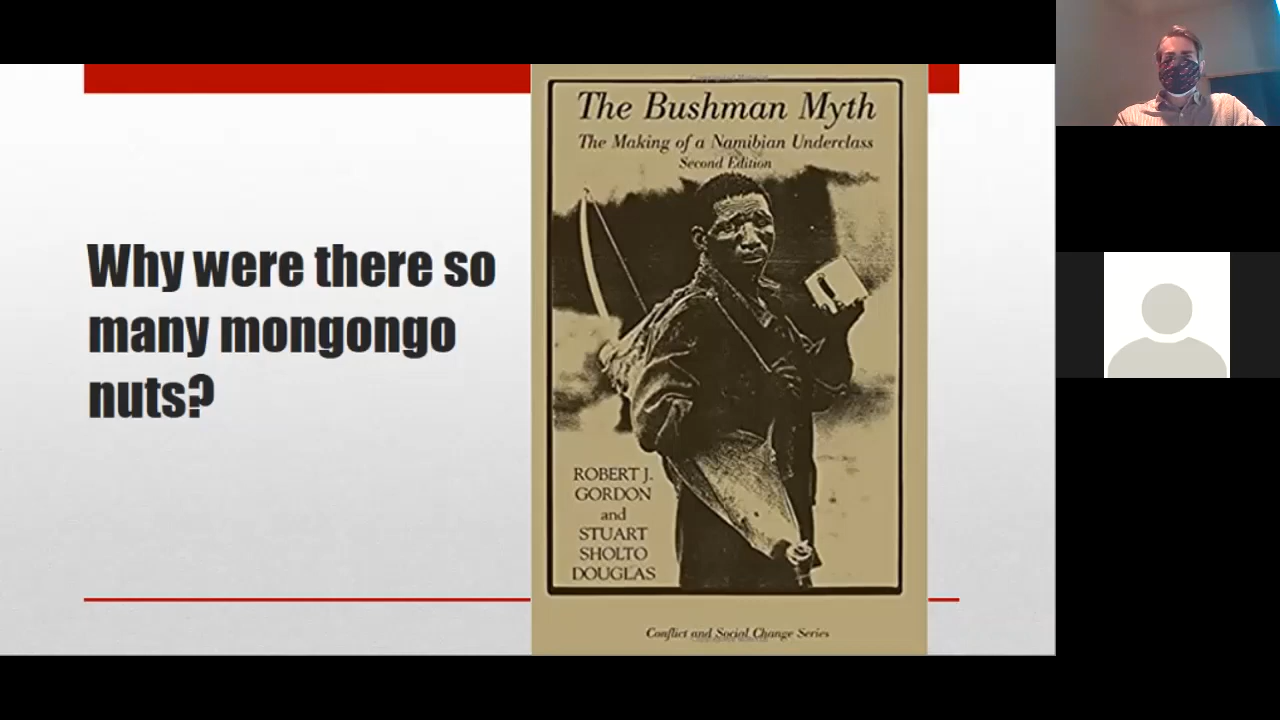 Why were there so
many mongongo
nuts?
The Bushman Myth
The Making of a Namibian Underclass
Second Edition
ROBERT J.
GORDON
and
STUART
SHOLTO
DOUGLAS
Conflict and Social Change Series